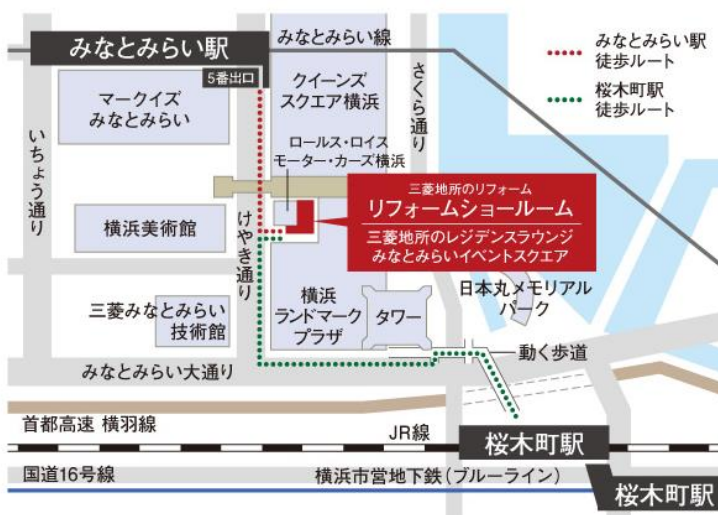 みなとみらい駅
5番出口
みなとみらい線
みなとみらい駅
徒歩ルート
桜木町駅
徒歩ルート
マークイズ
みなとみらい
クイーンズ
スクエア横浜
さくら通り
いちょう通り
ロールス・ロイス
モーター・カーズ横浜
三菱地所のリフォーム
リフォームショールーム
三菱地所のレジデンスラウンジ
みなとみらいイベントスクエア
横浜美術館
けやき通り
日本丸メモリアル
パーク
三菱みなとみらい
技術館
横浜
ランドマーク
プラザ
タワー
動く歩道
みなとみらい大通り
首都高速 横羽線
JR線
桜木町駅
国道16号線
横浜市営地下鉄(ブルーライン)
桜木町駅